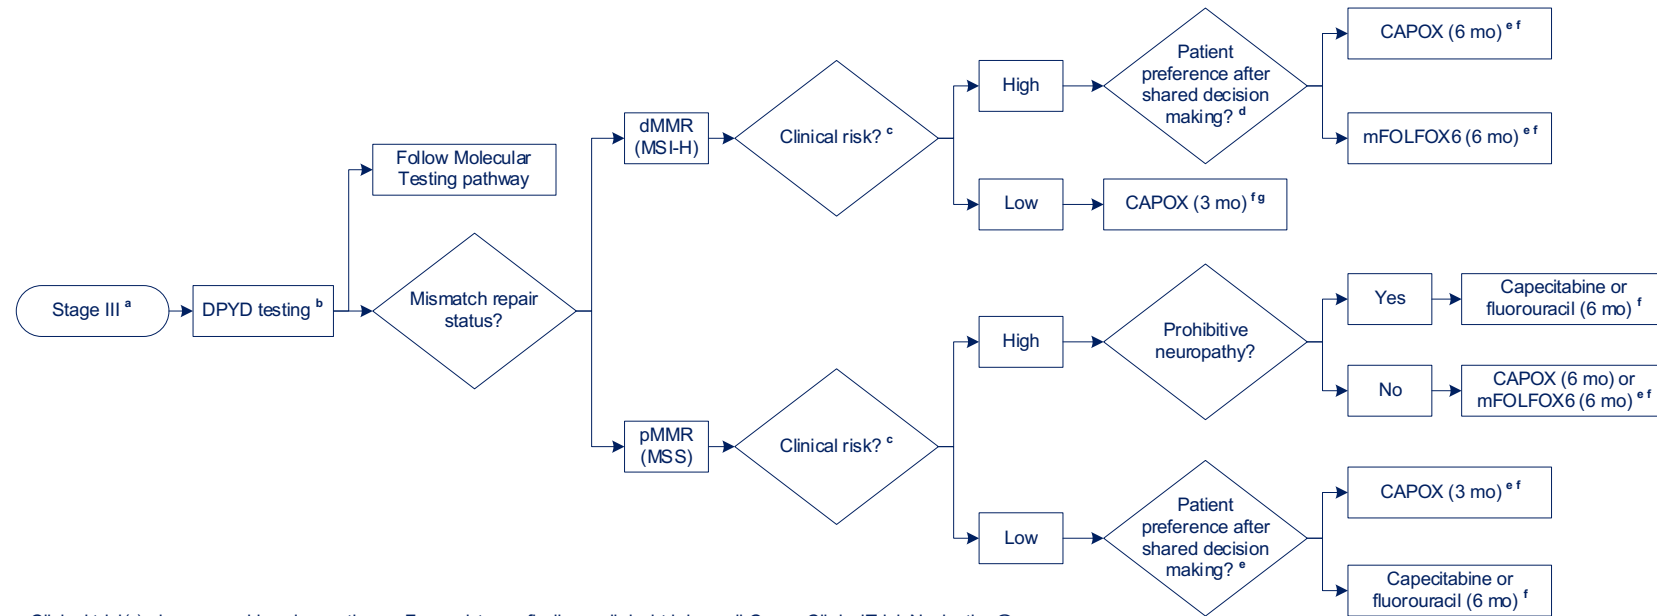 Stage III a
DPYD testing b
Follow Molecular
Testing pathway
Mismatch repair
status?
dMMR
(MSI-H)
Clinical risk? c
High
Patient
preference after
shared decision
making? d
CAPOX (6 mo) e f
mFOLFOX6 (6 mo) e f
Low
CAPOX (3 mo) f g
pMMR
(MSS)
Clinical risk? c
High
Prohibitive
neuropathy?
Yes
Capecitabine or
fluorouracil (6 mo) f
No
CAPOX (6 mo) or
mFOLFOX6 (6 mo) e f
Low
Patient
preference after
shared decision
making? e
CAPOX (3 mo) e f
Capecitabine or
fluorouracil (6 mo) f